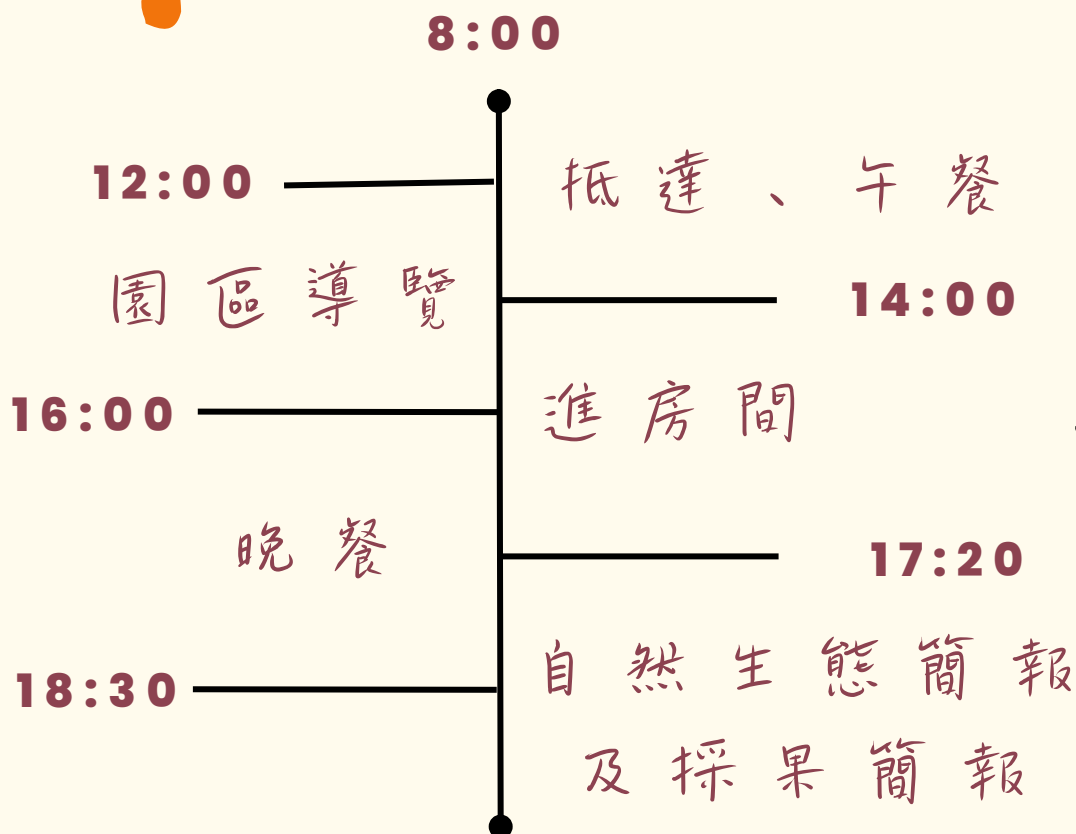 8:00
12:00
抵達、午餐
園區導覽
14:00
16:00
進房間
晚餐
17:20
18:30
自然生態簡報
及採果簡報